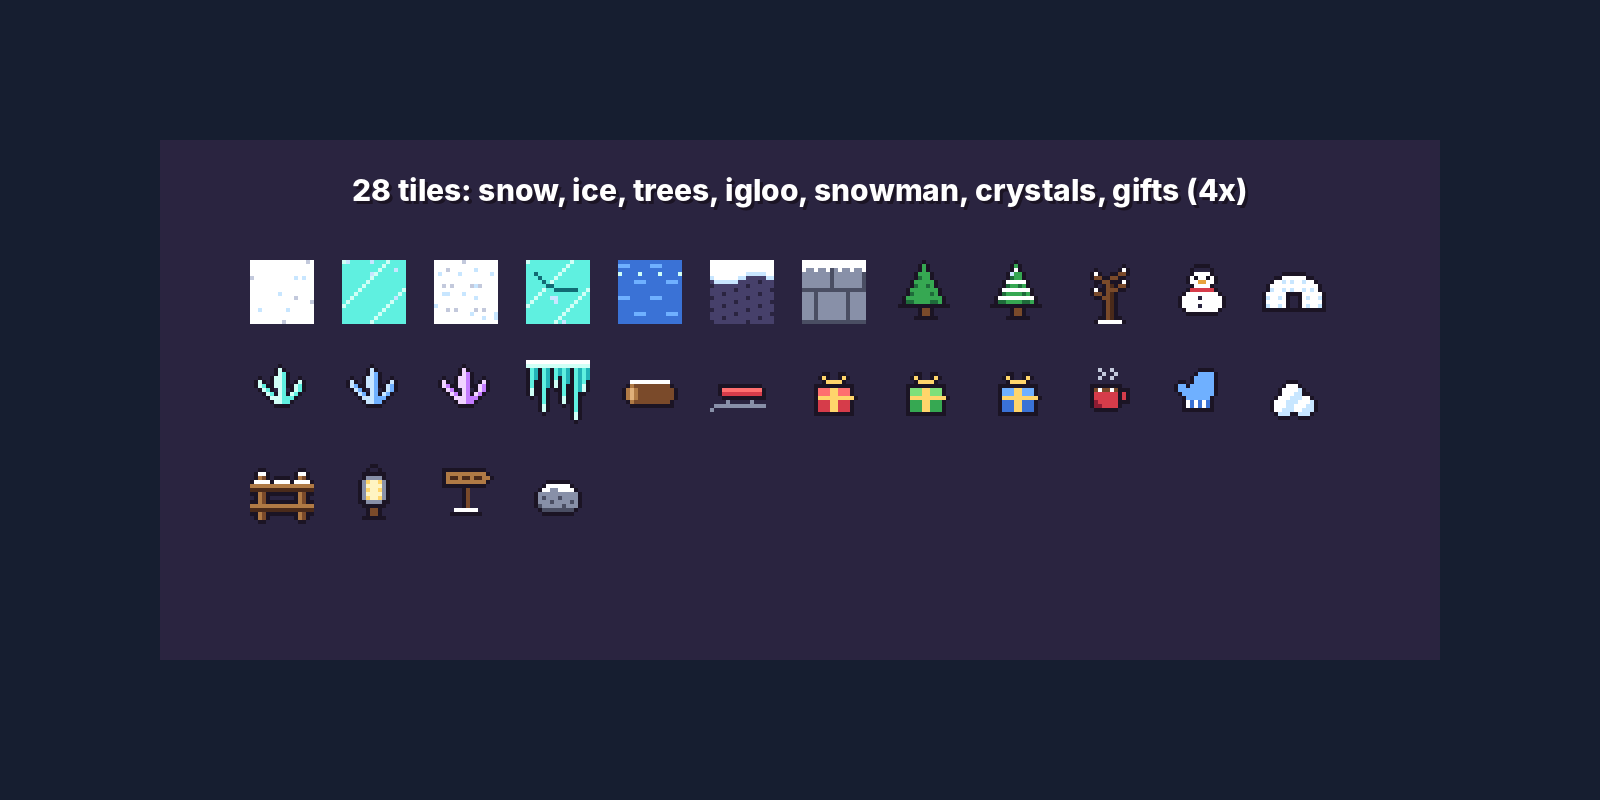 28 tiles: snow, ice, trees, igloo, snowman, crystals, gifts (4x)